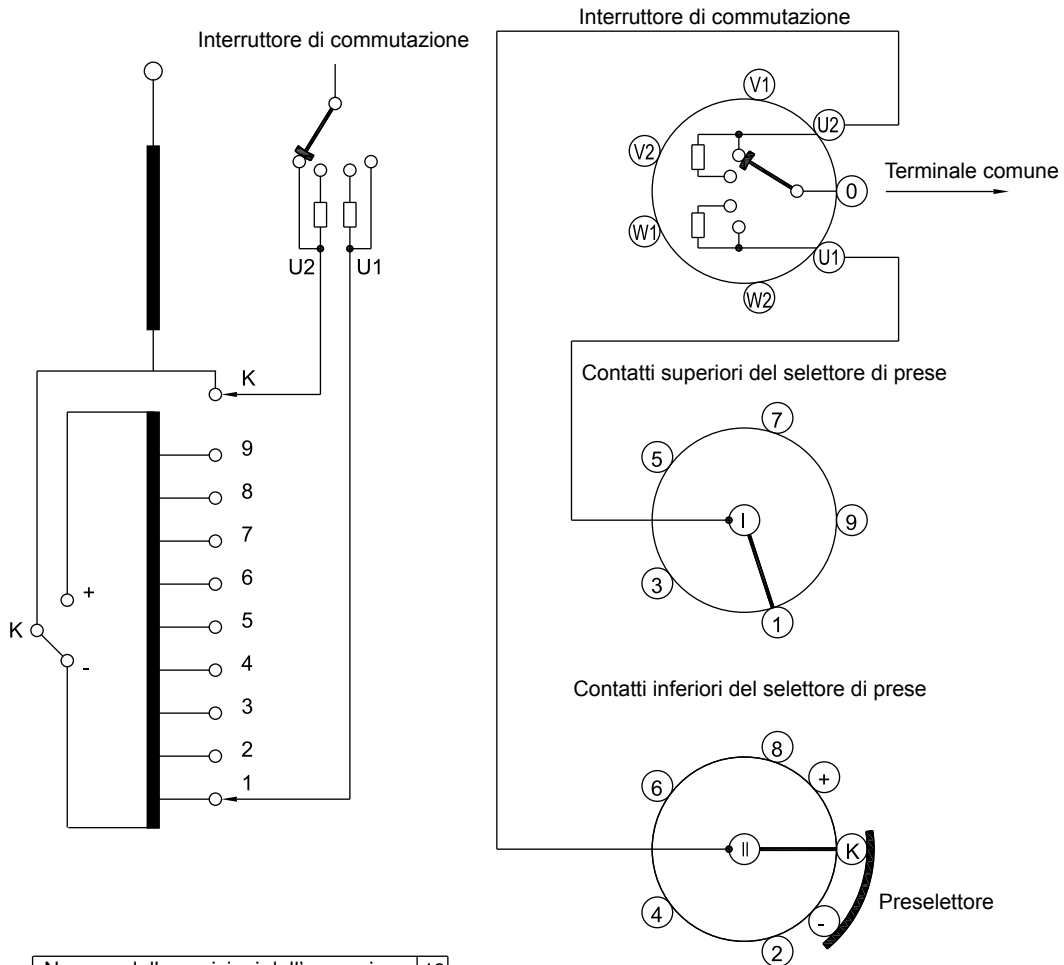 Interruttore di commutazione
U2 U1
K
9
8
7
6
5
4
3
2
1
+
K
-
Interruttore di commutazione
V1
U2
V2
0
Terminale comune
W1
U1
W2
Contatti superiori del selettore di prese
7
5
I
9
3
1
Contatti inferiori del selettore di prese
8
+
6
II
K
Preselettore
4
-
2